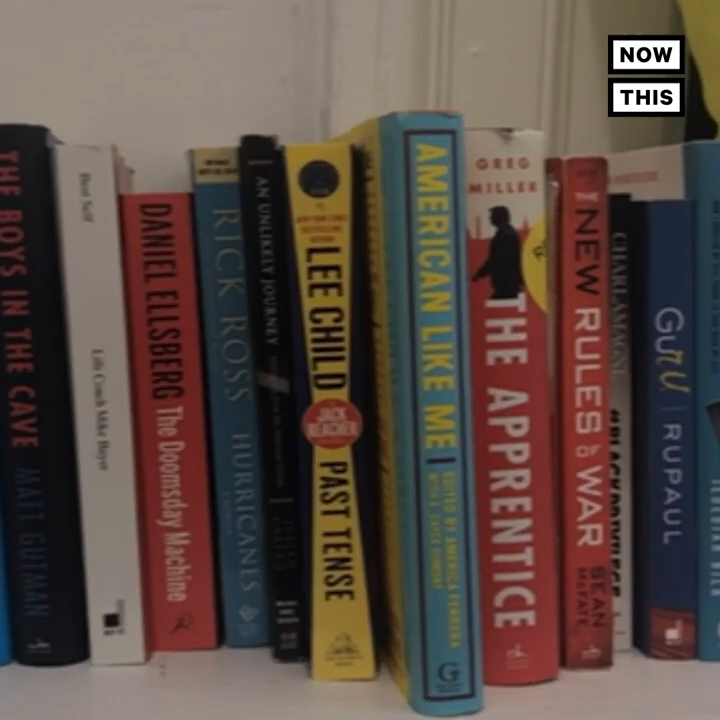 NOW
THIS
THE BOYS IN THE CAVE MATT GUTMAN
Best Self
Life Coach Mike Bayer
DANIEL ELLSBERG The Doomsday Machine
RICK ROSS HURRICANES
AN UNLIKELY JOURNEY
LEE CHILD
JACK
REACHER
PAST TENSE
AMERICAN LIKE ME
EDITED BY AMERICA FERRERA
GREG
MILLER
THE APPRENTICE
THE NEW RULES of WAR
SEAN
McFATE
CHARLAMAGNE
#BLACKPRIVILEGE
GURU | RUPAUL